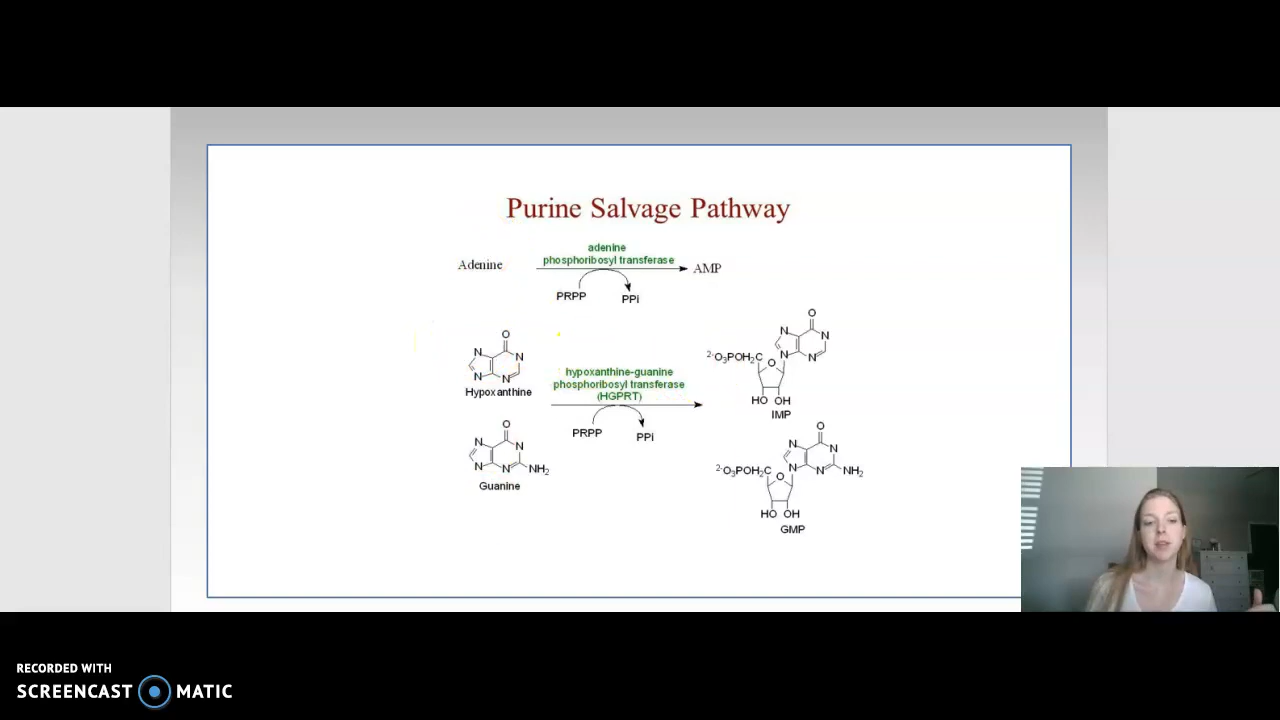 Purine Salvage Pathway
adenine
phosphoribosyl transferase
Adenine
AMP
PRPP
PPi
O
N
N
N
N
Hypoxanthine
hypoxanthine-guanine
phosphoribosyl transferase
(HGPRT)
PRPP
PPi
O
N
N
N
N
NH2
Guanine
O
N
N
N
N
2-O3POH2C
O
HO OH
IMP
O
N
N
N
N
NH2
2-O3POH2C
O
HO OH
GMP
RECORDED WITH
SCREENCAST MATIC